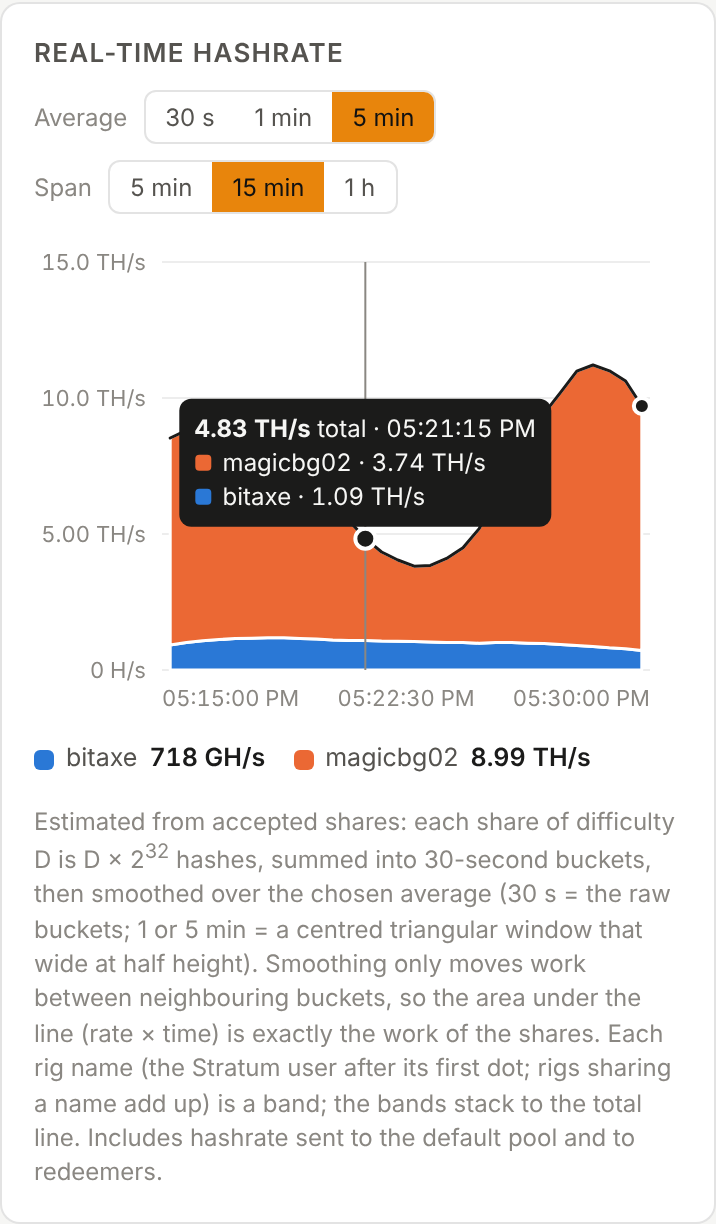 REAL-TIME HASHRATE
Average 30 s 1 min 5 min
Span 5 min 15 min 1 h
15.0 TH/s
10.0 TH/s
4.83 TH/s total · 05:21:15 PM
magicbg02 · 3.74 TH/s
bitaxe · 1.09 TH/s
5.00 TH/s
0 H/s
05:15:00 PM 05:22:30 PM 05:30:00 PM
bitaxe 718 GH/s magicbg02 8.99 TH/s
Estimated from accepted shares: each share of difficulty
D is D × 2³² hashes, summed into 30-second buckets,
then smoothed over the chosen average (30 s = the raw
buckets; 1 or 5 min = a centred triangular window that
wide at half height). Smoothing only moves work
between neighbouring buckets, so the area under the
line (rate × time) is exactly the work of the shares. Each
rig name (the Stratum user after its first dot; rigs sharing
a name add up) is a band; the bands stack to the total
line. Includes hashrate sent to the default pool and to
redeemers.